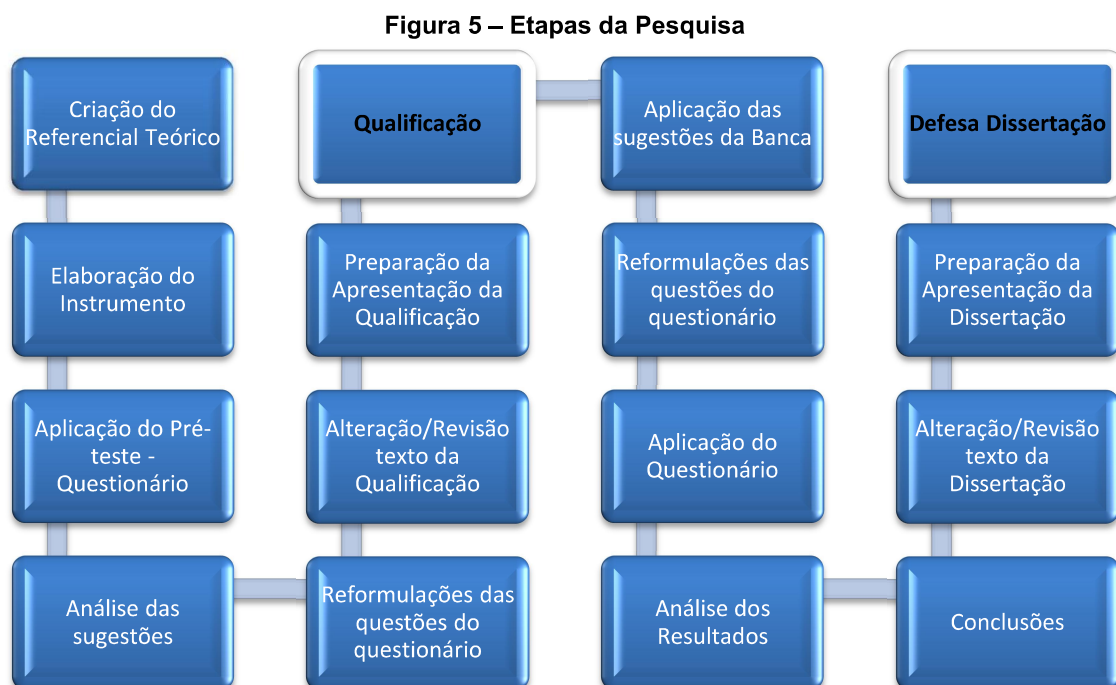 Figura 5 – Etapas da Pesquisa
Criação do
Referencial Teórico
Elaboração do
Instrumento
Aplicação do Pré-
teste -
Questionário
Análise das
sugestões
Reformulações das
questões do
questionário
Alteração/Revisão
texto da
Qualificação
Preparação da
Apresentação da
Qualificação
Qualificação
Aplicação das
sugestões da Banca
Reformulações das
questões do
questionário
Aplicação do
Questionário
Análise dos
Resultados
Conclusões
Alteração/Revisão
texto da
Dissertação
Preparação da
Apresentação da
Dissertação
Defesa Dissertação